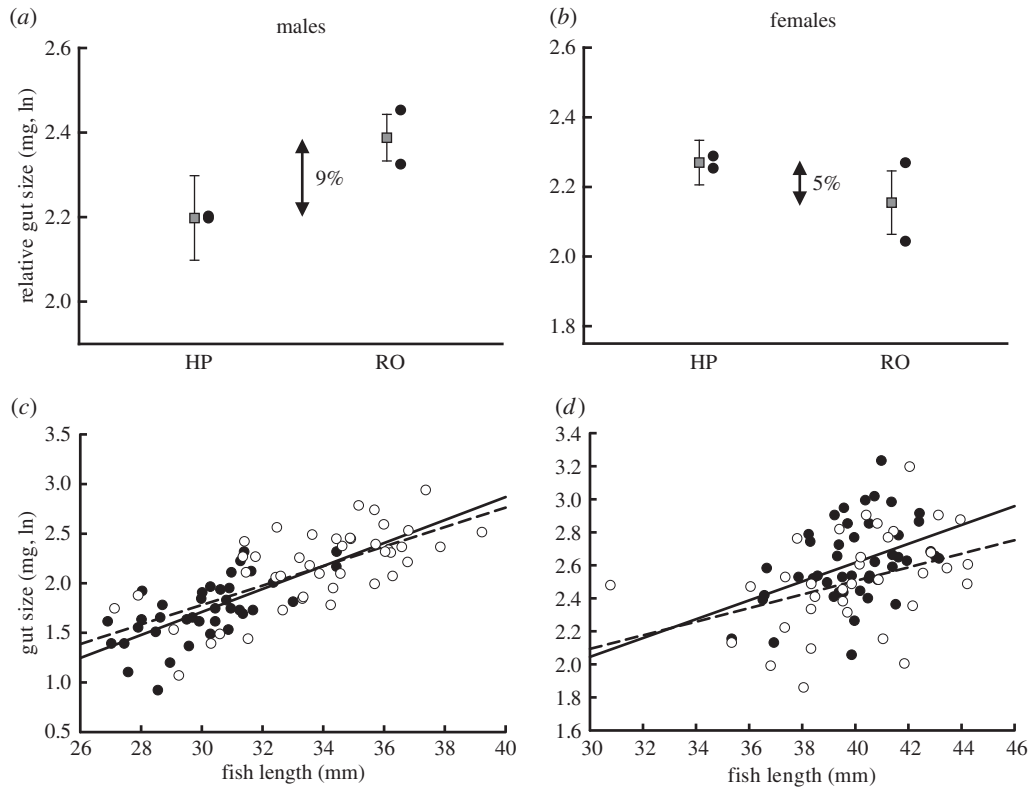 (a)
males
relative gut size (mg, ln)
2.6
2.4
2.2
2.0
9%
HP
RO
(b)
females
2.6
2.4
2.2
2.0
1.8
5%
HP
RO
(c)
gut size (mg, ln)
3.5
3.0
2.5
2.0
1.5
1.0
0.5
26 28 30 32 34 36 38 40
fish length (mm)
(d)
3.4
3.2
3.0
2.8
2.6
2.4
2.2
2.0
1.8
1.6
30 32 34 36 38 40 42 44 46
fish length (mm)